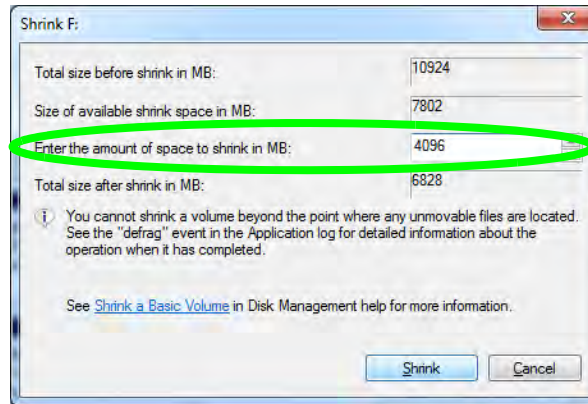 Shrink F:
Total size before shrink in MB: 10924
Size of available shrink space in MB: 7802
Enter the amount of space to shrink in MB: 4096
Total size after shrink in MB: 6828
You cannot shrink a volume beyond the point where any unmovable files are located.
See the "defrag" event in the Application log for detailed information about the
operation when it has completed.
See Shrink a Basic Volume in Disk Management help for more information.
Shrink Cancel